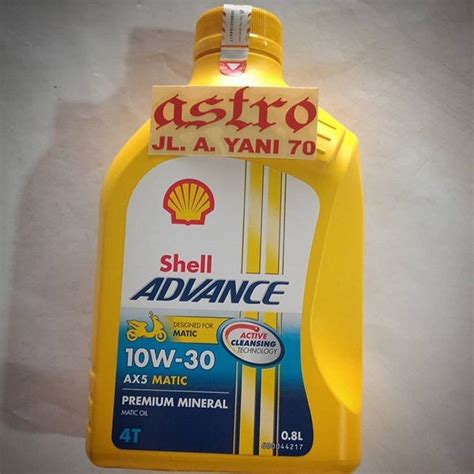 astro
JL. A. YANI 70
Shell
ADVANCE
DESIGNED FOR
MATIC
ACTIVE
CLEANSING
TECHNOLOGY
10W-30
AX5 MATIC
PREMIUM MINERAL
MATIC OIL
4T
0.8L